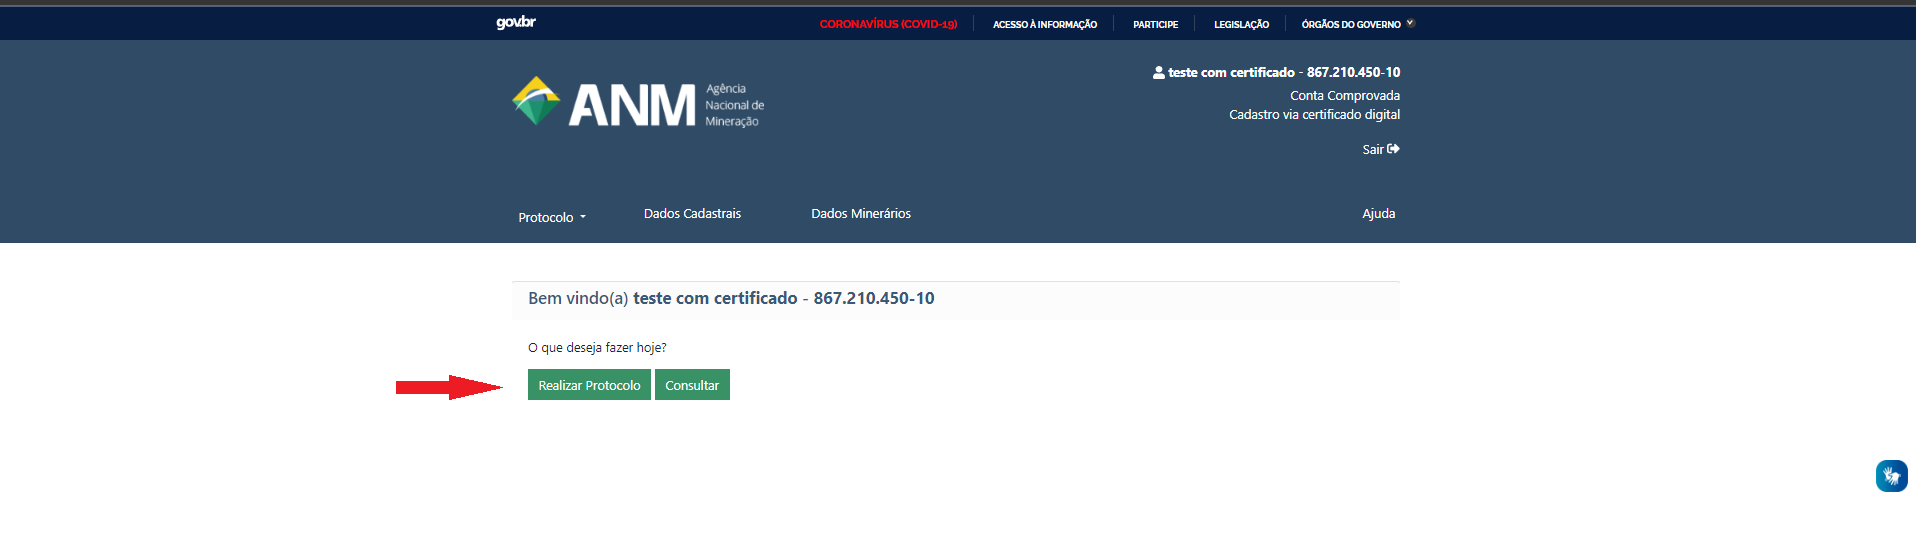 gov.br
CORONAVÍRUS (COVID-19)
ACESSO À INFORMAÇÃO
PARTICIPE
LEGISLAÇÃO
ÓRGÃOS DO GOVERNO
ANM
Agência
Nacional de
Mineração
teste com certificado - 867.210.450-10
Conta Comprovada
Cadastro via certificado digital
Sair
Protocolo
Dados Cadastrais
Dados Minerários
Ajuda
Bem vindo(a) teste com certificado - 867.210.450-10
O que deseja fazer hoje?
Realizar Protocolo
Consultar